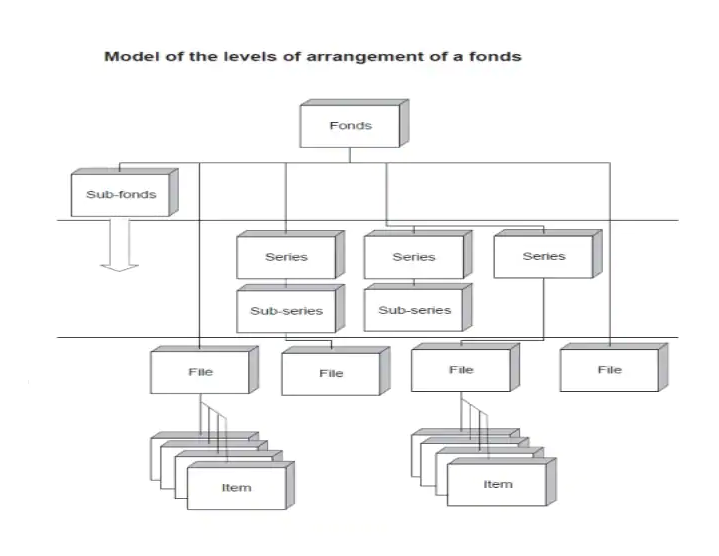 Model of the levels of arrangement of a fonds
Fonds
Sub-fonds
Series
Series
Series
Sub-series
Sub-series
File
File
File
File
Item
Item